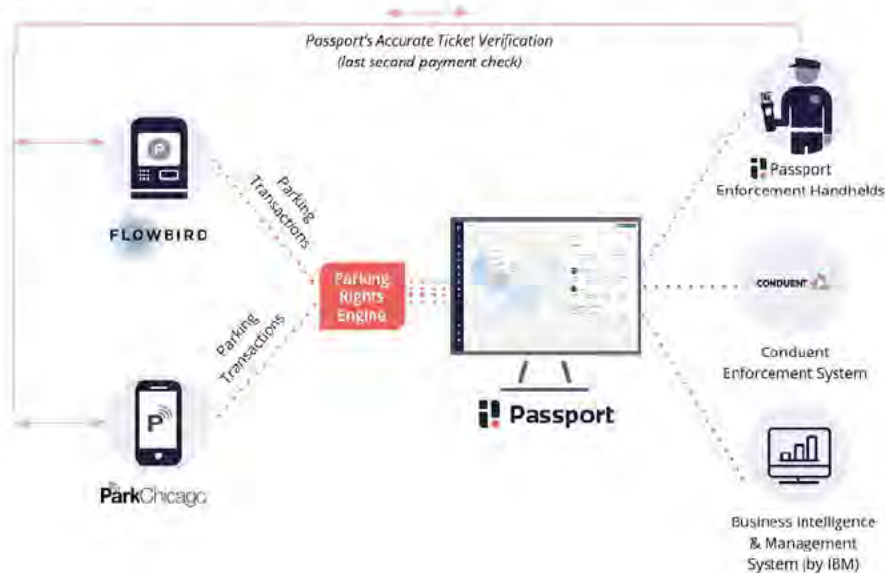 Passport's Accurate Ticket Verification
(last second payment check)
P
FLOWBIRD
Parking
Transactions
Parking
Rights
Engine
Parking
Transactions
P
ParkChicago
Passport
Passport
Enforcement Handhelds
CONDUENT
Conduent
Enforcement System
Business Intelligence
& Management
System (by IBM)